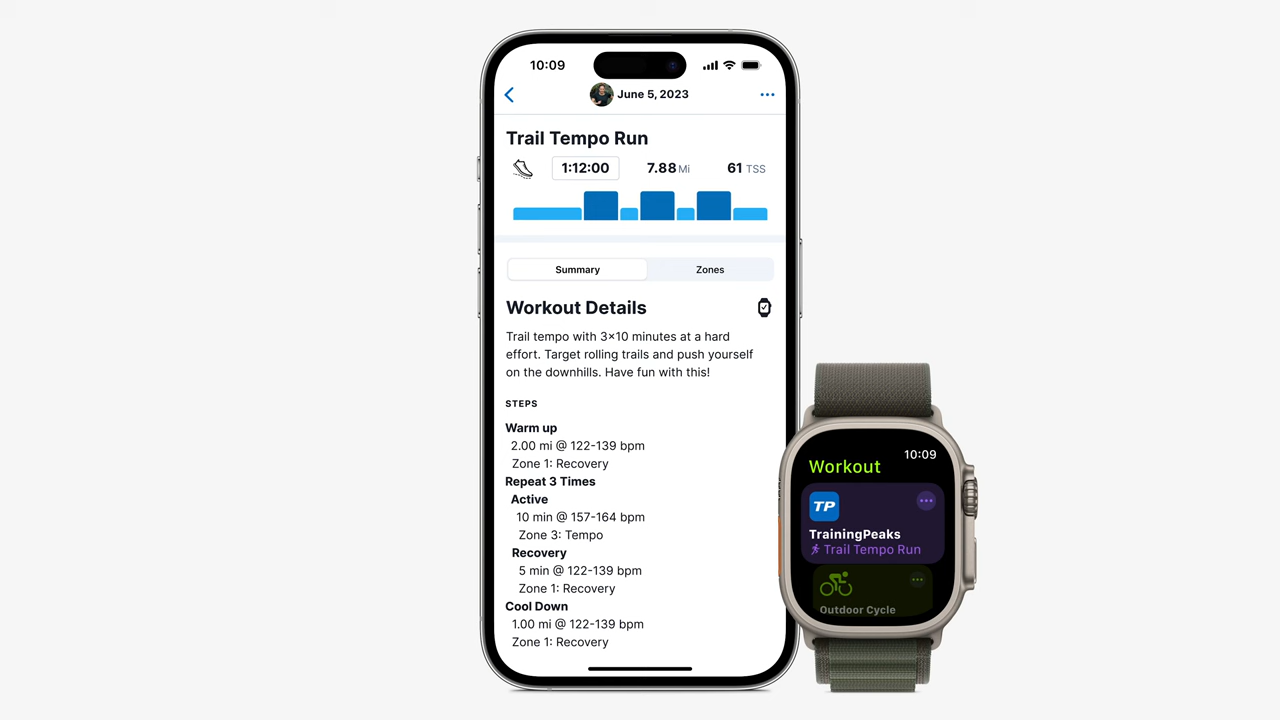 10:09
June 5, 2023
Trail Tempo Run
1:12:00 7.88 Mi 61 TSS
Summary Zones
Workout Details
Trail tempo with 3×10 minutes at a hard
effort. Target rolling trails and push yourself
on the downhills. Have fun with this!
STEPS
Warm up
2.00 mi @ 122-139 bpm
Zone 1: Recovery
Repeat 3 Times
Active
10 min @ 157-164 bpm
Zone 3: Tempo
Recovery
5 min @ 122-139 bpm
Zone 1: Recovery
Cool Down
1.00 mi @ 122-139 bpm
Zone 1: Recovery
10:09
Workout
TP
TrainingPeaks
Trail Tempo Run
Outdoor Cycle